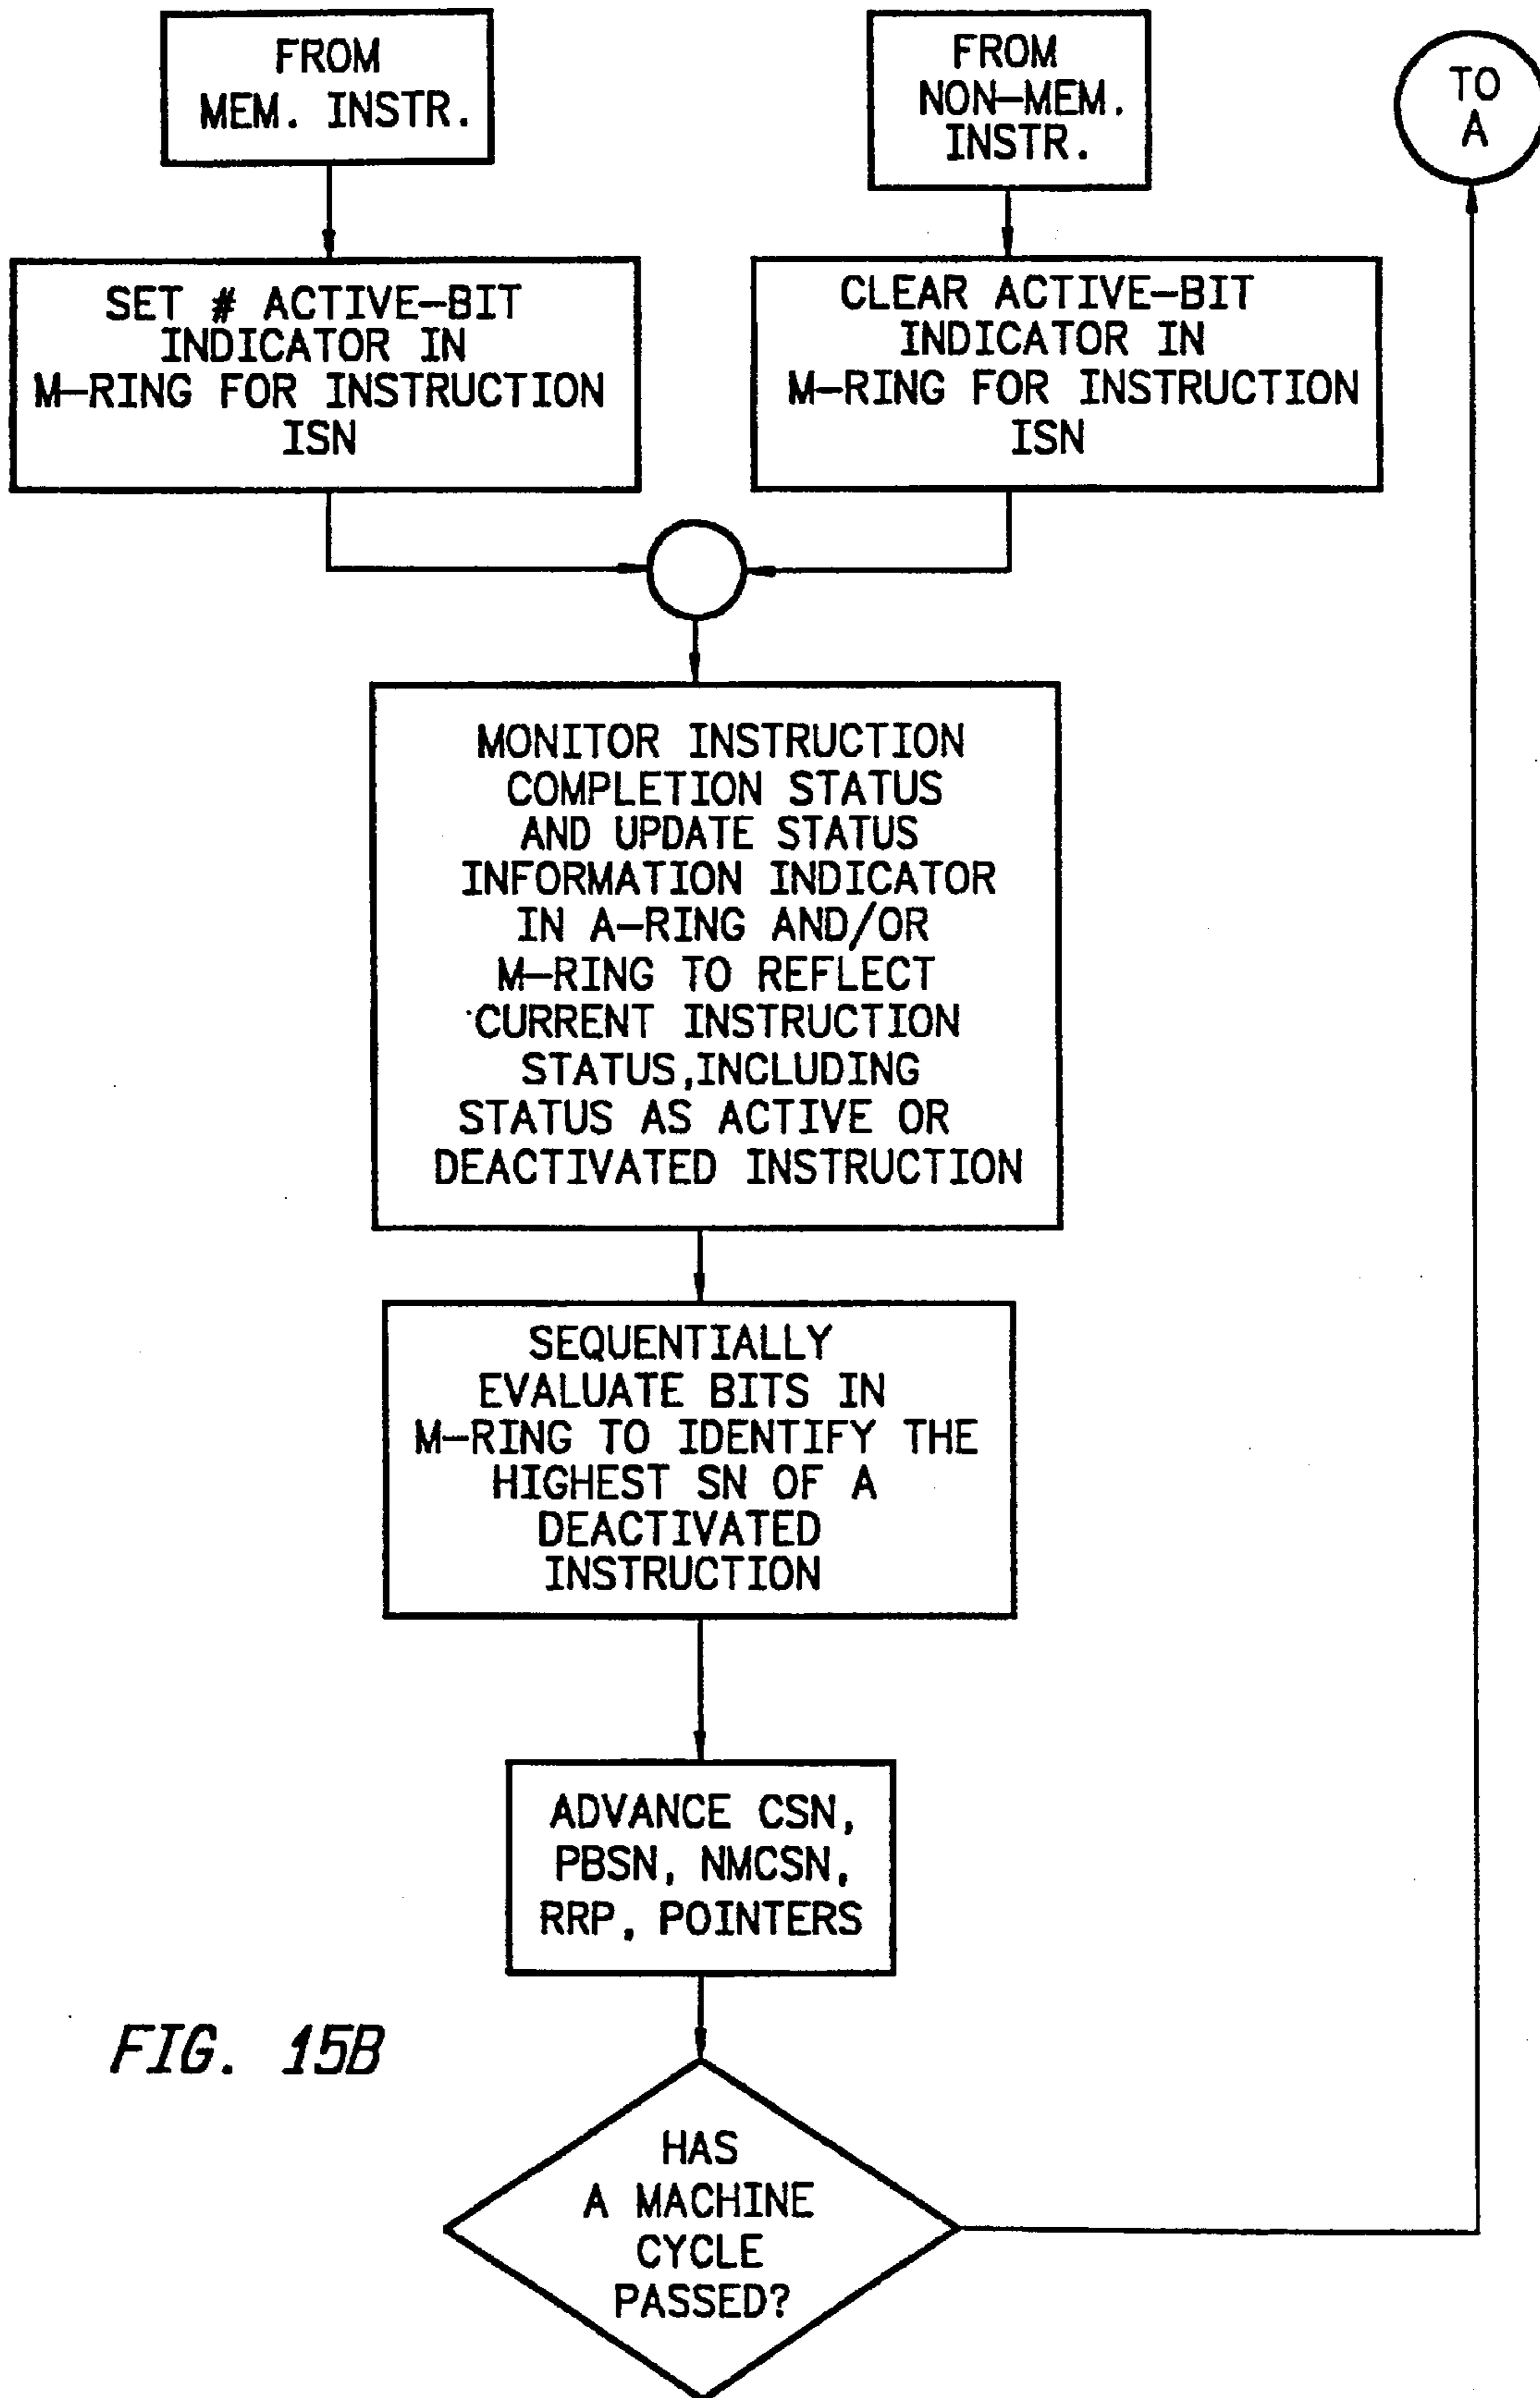 FROM
MEM. INSTR.
FROM
NON-MEM.
INSTR.
TO
A
SET # ACTIVE-BIT
INDICATOR IN
M-RING FOR INSTRUCTION
ISN
CLEAR ACTIVE-BIT
INDICATOR IN
M-RING FOR INSTRUCTION
ISN
MONITOR INSTRUCTION
COMPLETION STATUS
AND UPDATE STATUS
INFORMATION INDICATOR
IN A-RING AND/OR
M-RING TO REFLECT
CURRENT INSTRUCTION
STATUS,INCLUDING
STATUS AS ACTIVE OR
DEACTIVATED INSTRUCTION
SEQUENTIALLY
EVALUATE BITS IN
M-RING TO IDENTIFY THE
HIGHEST SN OF A
DEACTIVATED
INSTRUCTION
ADVANCE CSN,
PBSN, NMCSN,
RRP, POINTERS
FIG. 15B
HAS
A MACHINE
CYCLE
PASSED?